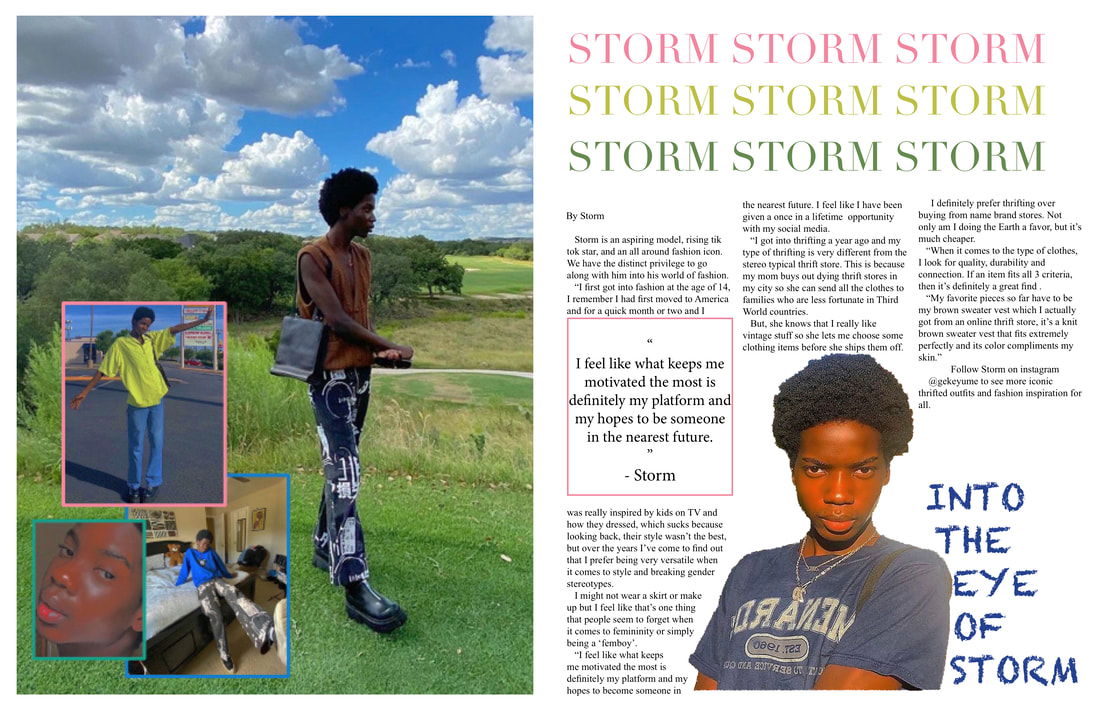 STORM STORM STORM
STORM STORM STORM
STORM STORM STORM
By Storm
Storm is an aspiring model, rising tik
tok star, and an all around fashion icon.
We have the distinct privilege to go
along with him into his world of fashion.
“I first got into fashion at the age of 14,
I remember I had first moved to America
and for a quick month or two and I
“
I feel like what keeps me
motivated the most is
definitely my platform and
my hopes to be someone
in the nearest future.
”
- Storm
was really inspired by kids on TV and
how they dressed, which sucks because
looking back, their style wasn’t the best,
but over the years I’ve come to find out
that I prefer being very versatile when
it comes to style and breaking gender
stereotypes.
I might not wear a skirt or make
up but I feel like that’s one thing
that people seem to forget when
it comes to femininity or simply
being a ‘femboy’.
“I feel like what keeps
me motivated the most is
definitely my platform and my
hopes to become someone in
the nearest future. I feel like I have been
given a once in a lifetime opportunity
with my social media.
“I got into thrifting a year ago and my
type of thrifting is very different from the
stereo typical thrift store. This is because
my mom buys out dying thrift stores in
my city so she can send all the clothes to
families who are less fortunate in Third
World countries.
But, she knows that I really like
vintage stuff so she lets me choose some
clothing items before she ships them off.
I definitely prefer thrifting over
buying from name brand stores. Not
only am I doing the Earth a favor, but it’s
much cheaper.
“When it comes to the type of clothes,
I look for quality, durability and
connection. If an item fits all 3 criteria,
then it’s definitely a great find .
“My favorite pieces so far have to be
my brown sweater vest which I actually
got from an online thrift store, it’s a knit
brown sweater vest that fits extremely
perfectly and its color compliments my
skin.”
Follow Storm on instagram
@gekeyume to see more iconic
thrifted outfits and fashion inspiration for
all.
INTO
THE
EYE
OF
STORM
MENARD
EST. 1960
損